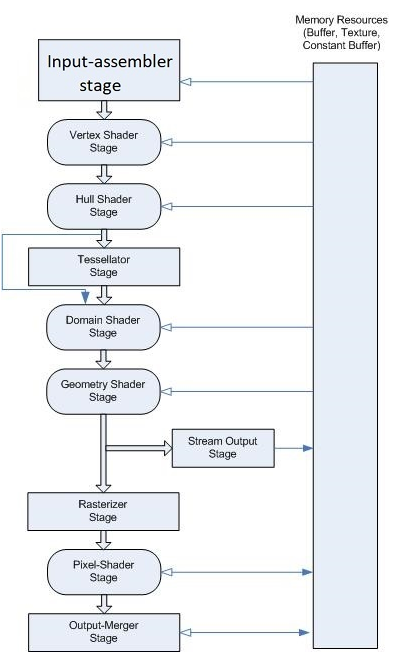 Memory Resources
(Buffer, Texture,
Constant Buffer)
Input-assembler
stage
Vertex Shader
Stage
Hull Shader
Stage
Tessellator
Stage
Domain Shader
Stage
Geometry Shader
Stage
Stream Output
Stage
Rasterizer
Stage
Pixel-Shader
Stage
Output-Merger
Stage